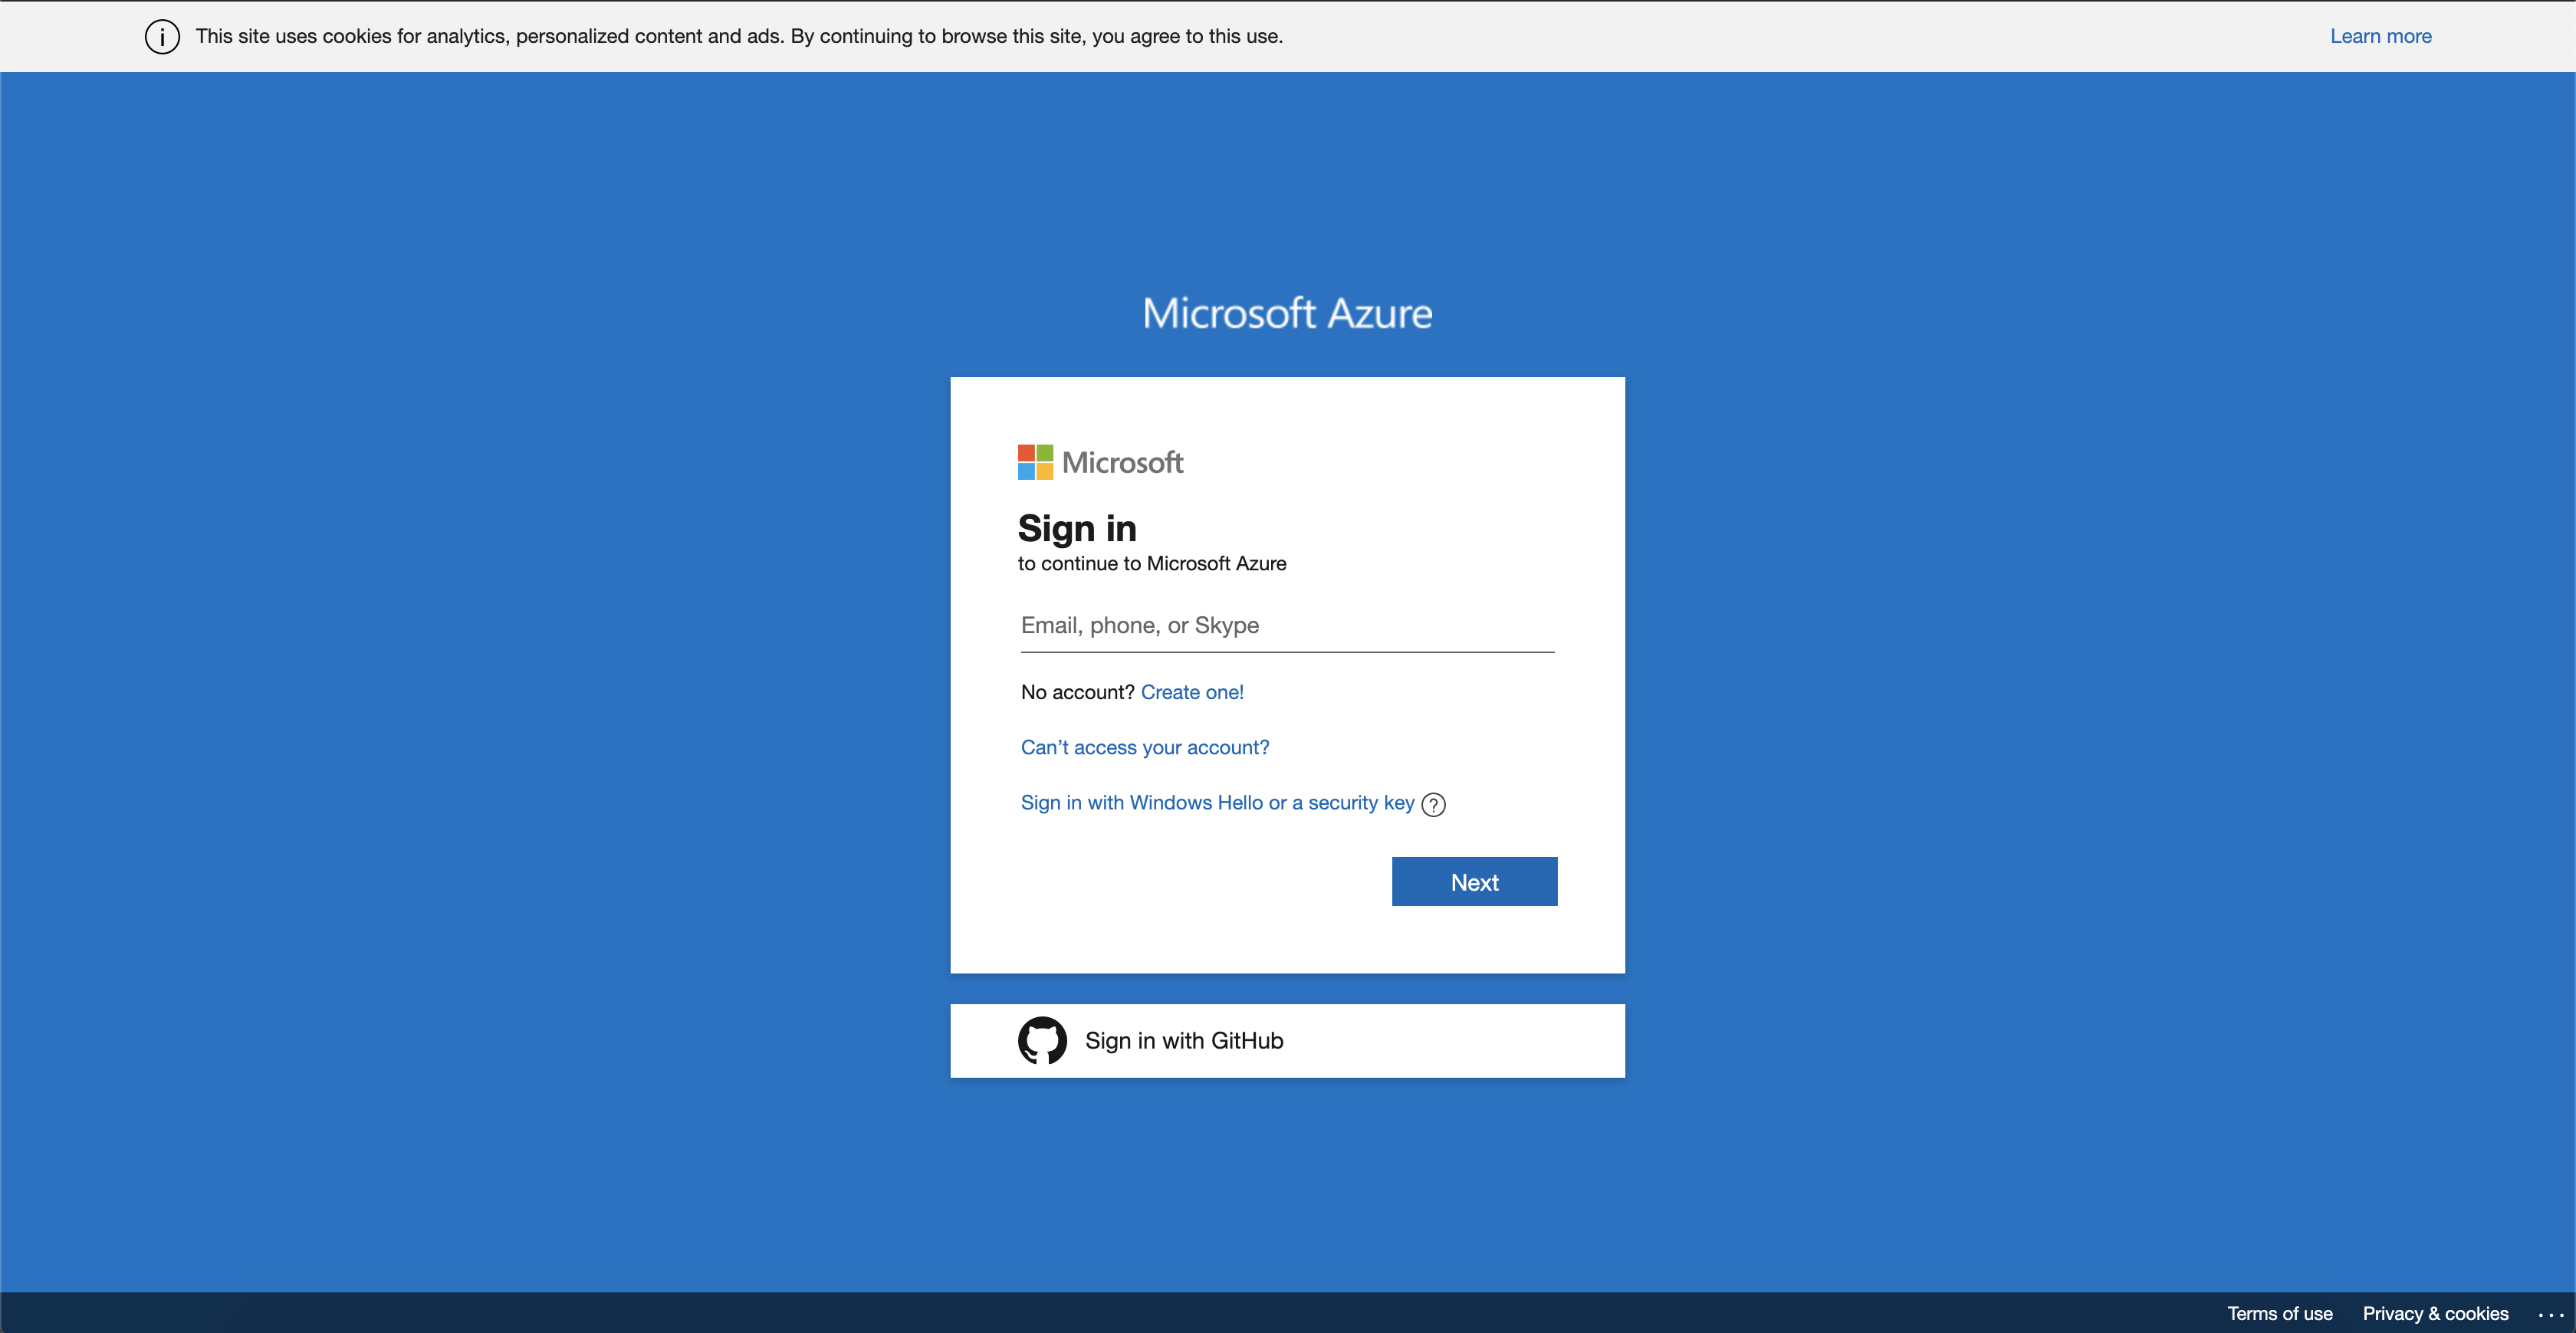 This site uses cookies for analytics, personalized content and ads. By continuing to browse this site, you agree to this use.
Learn more
Microsoft Azure
Microsoft
Sign in
to continue to Microsoft Azure
Email, phone, or Skype
No account? Create one!
Can’t access your account?
Sign in with Windows Hello or a security key
Next
Sign in with GitHub
Terms of use
Privacy & cookies